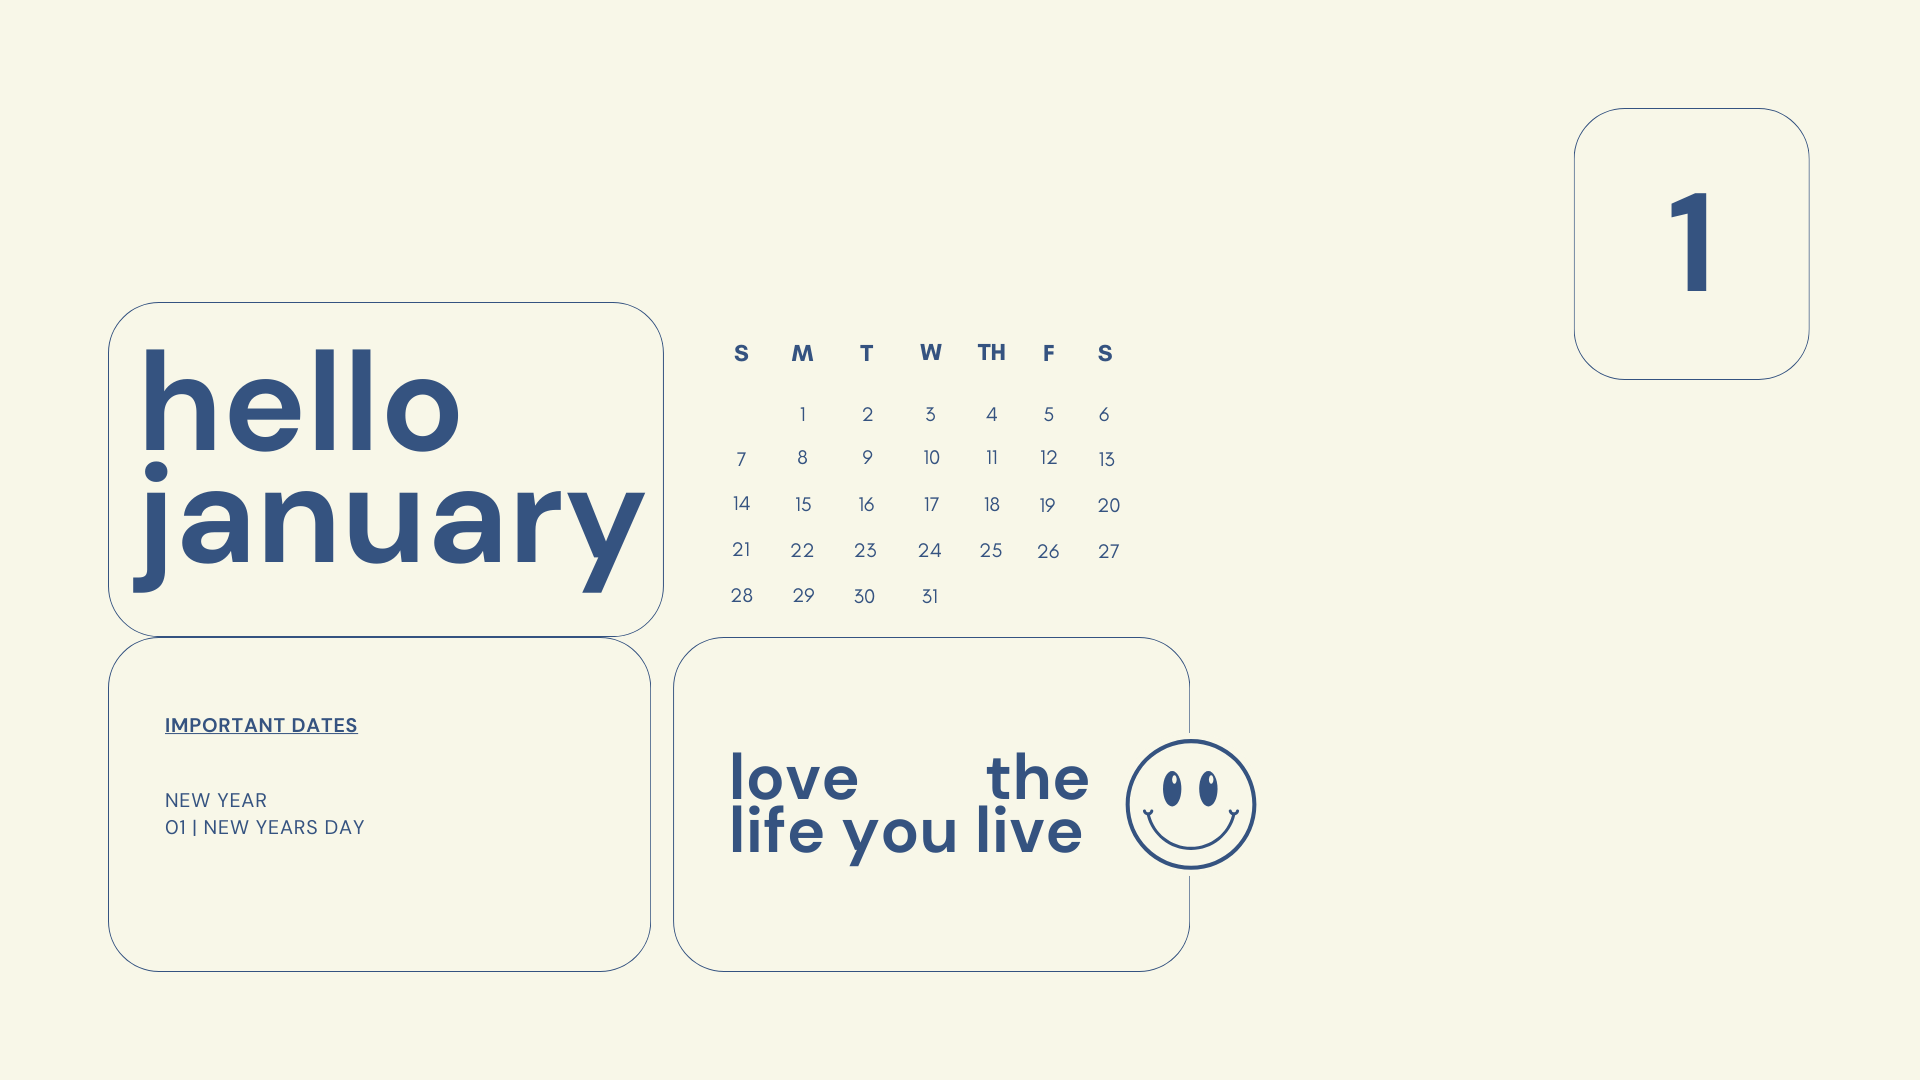 1
hello
january
S M T W TH F S
1 2 3 4 5 6
7 8 9 10 11 12 13
14 15 16 17 18 19 20
21 22 23 24 25 26 27
28 29 30 31
IMPORTANT DATES
NEW YEAR
01 | NEW YEARS DAY
love the
life you live